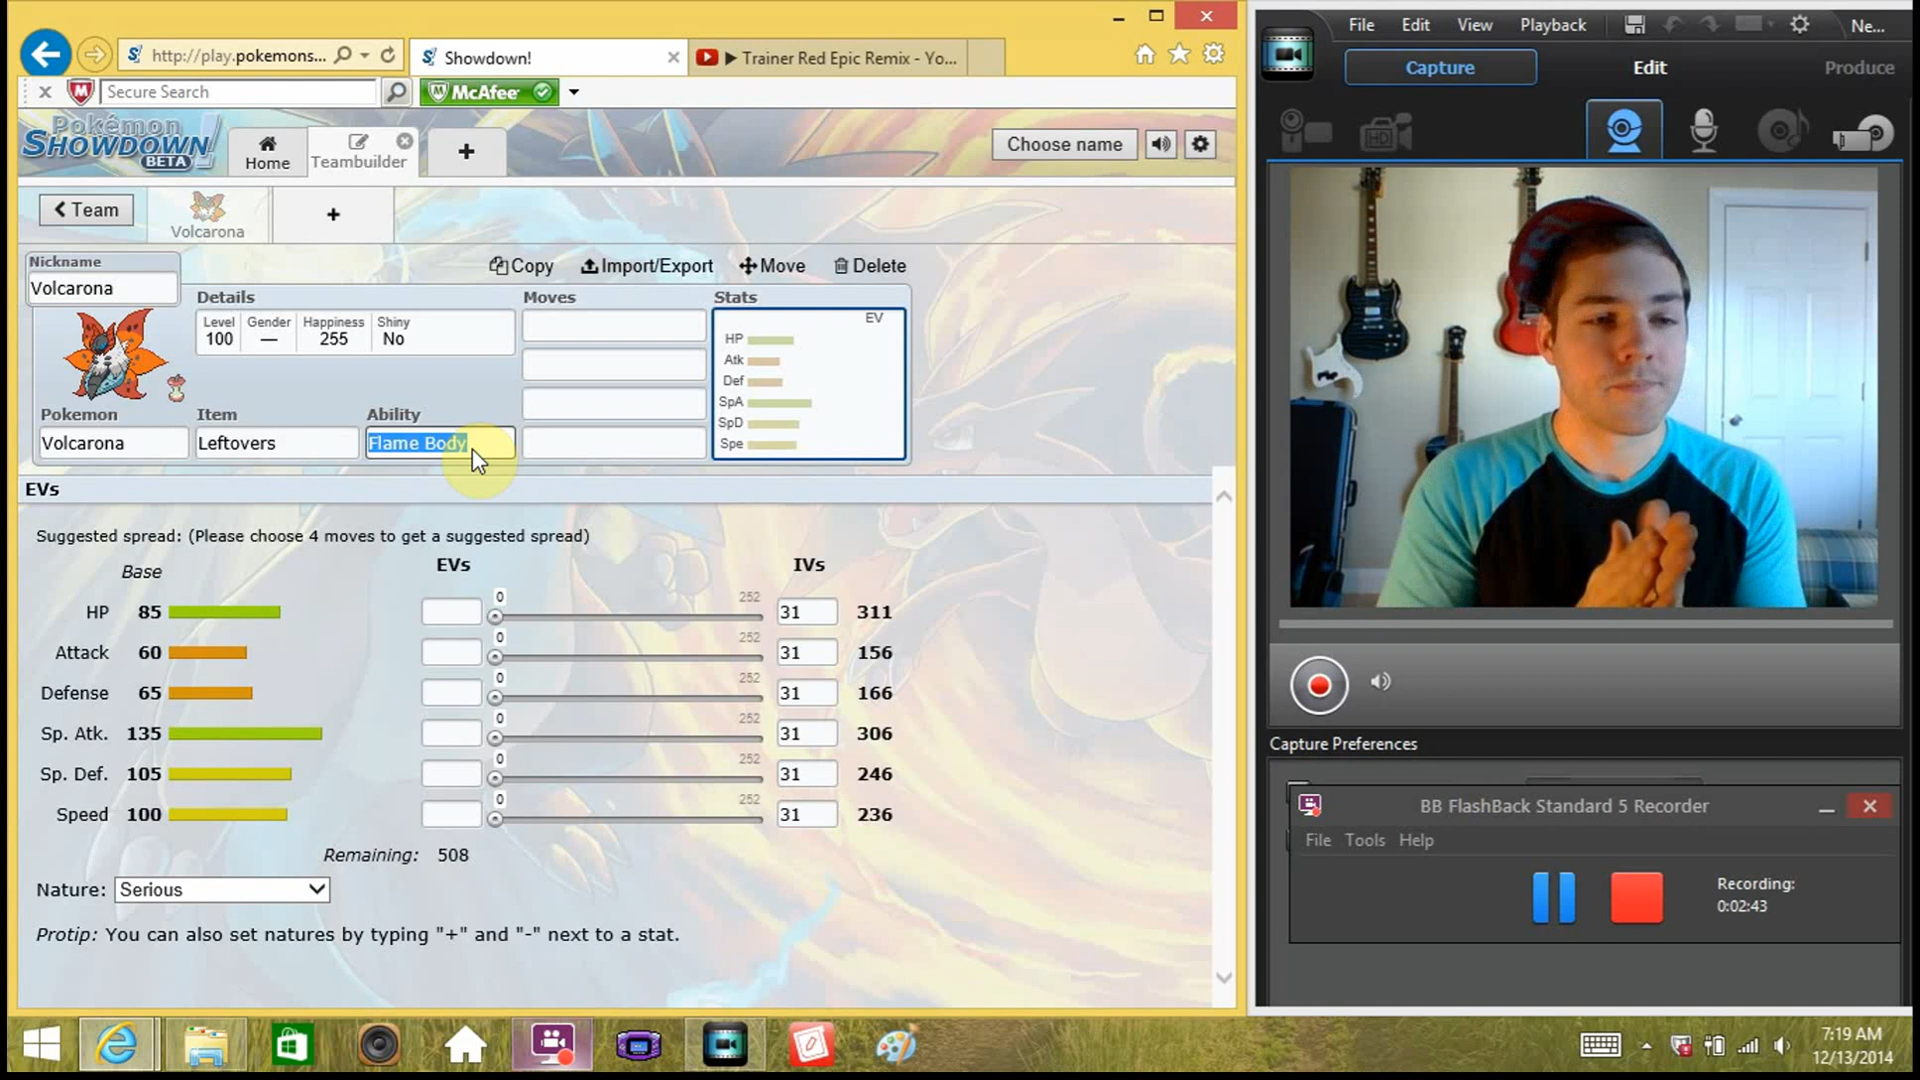 http://play.pokemons...
Showdown!
Trainer Red Epic Remix - Yo...
Secure Search
McAfee
Pokémon
SHOWDOWN
BETA
Home
Teambuilder
+
Choose name
Team
Volcarona
+
Nickname
Volcarona
Copy
Import/Export
Move
Delete
Details
Moves
Stats
Level
100
Gender
—
Happiness
255
Shiny
No
EV
HP
Atk
Def
SpA
SpD
Spe
Pokemon
Volcarona
Item
Leftovers
Ability
Flame Body
EVs
Suggested spread: (Please choose 4 moves to get a suggested spread)
Base
EVs
IVs
HP 85 0 252 31 311
Attack 60 0 252 31 156
Defense 65 0 252 31 166
Sp. Atk. 135 0 252 31 306
Sp. Def. 105 0 252 31 246
Speed 100 0 252 31 236
Remaining: 508
Nature: Serious
Protip: You can also set natures by typing "+" and "-" next to a stat.
File Edit View Playback Ne...
Capture
Edit
Produce
HD
Capture Preferences
BB FlashBack Standard 5 Recorder
File Tools Help
Recording:
0:02:43
7:19 AM
12/13/2014